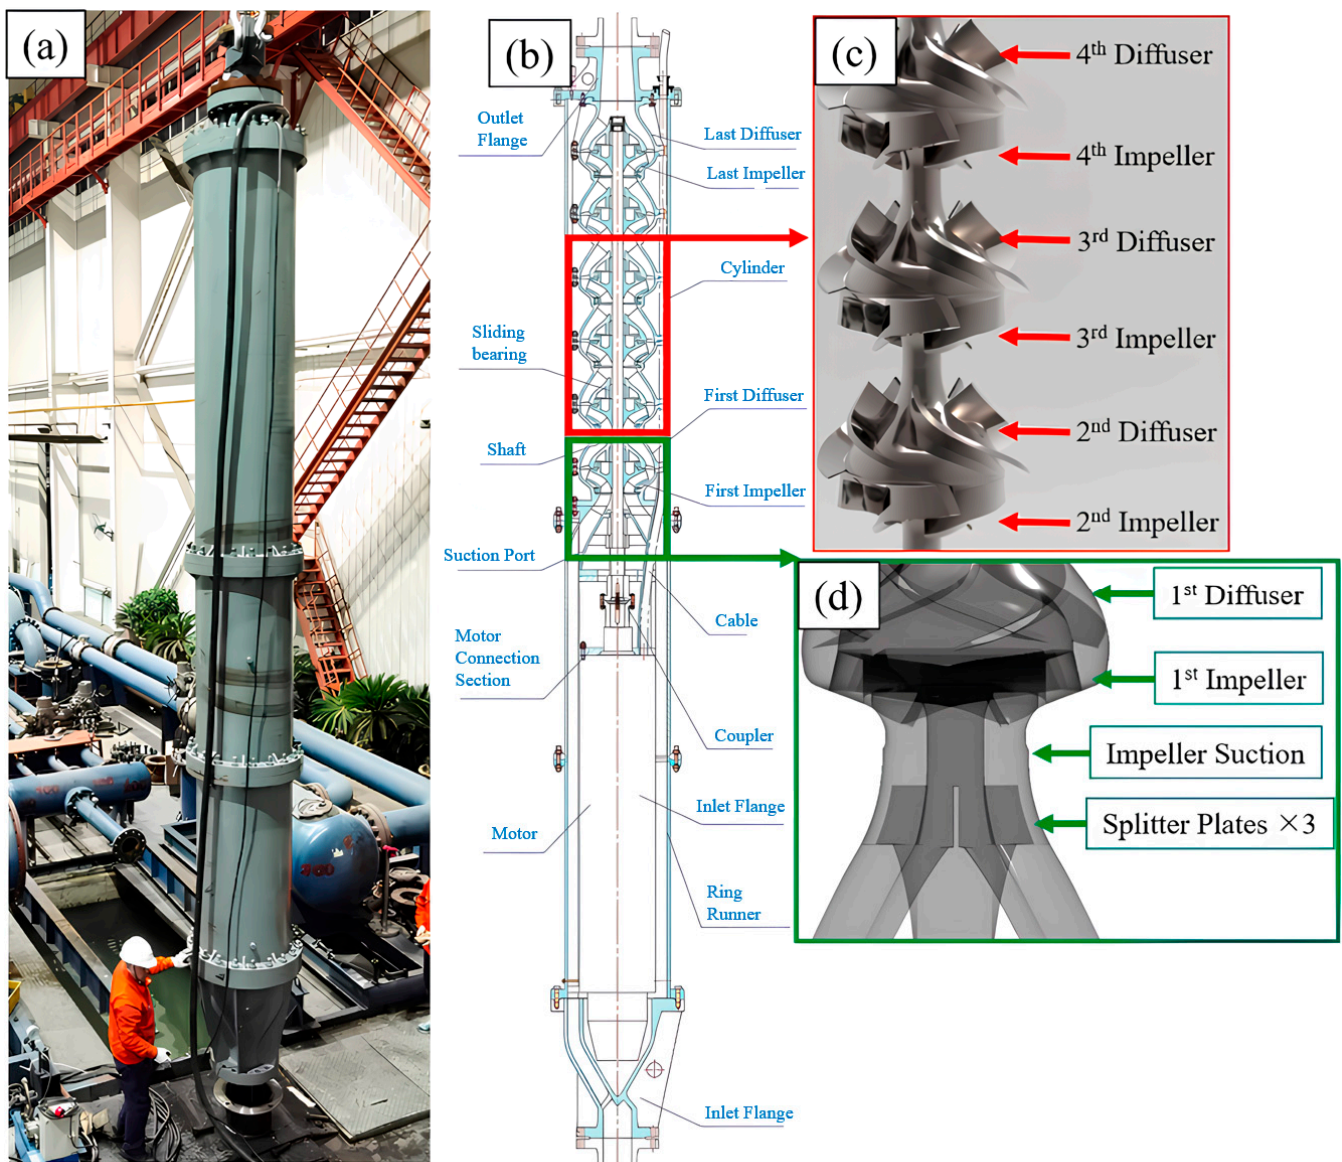 (a)
(b)
Outlet
Flange
Last Diffuser
Last Impeller
Cylinder
Sliding
bearing
First Diffuser
Shaft
First Impeller
Suction Port
Cable
Motor
Connection
Section
Coupler
Inlet Flange
Motor
Ring
Runner
Inlet Flange
(c)
4th Diffuser
4th Impeller
3rd Diffuser
3rd Impeller
2nd Diffuser
2nd Impeller
(d)
1st Diffuser
1st Impeller
Impeller Suction
Splitter Plates ×3